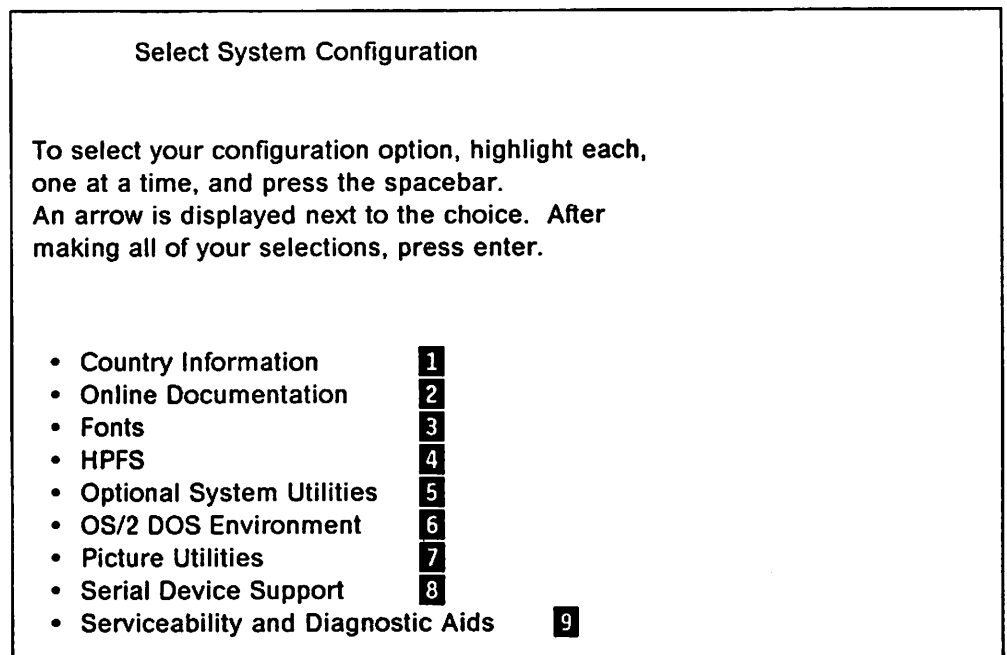 Select System Configuration
To select your configuration option, highlight each,
one at a time, and press the spacebar.
An arrow is displayed next to the choice. After
making all of your selections, press enter.
• Country Information 1
• Online Documentation 2
• Fonts 3
• HPFS 4
• Optional System Utilities 5
• OS/2 DOS Environment 6
• Picture Utilities 7
• Serial Device Support 8
• Serviceability and Diagnostic Aids 9